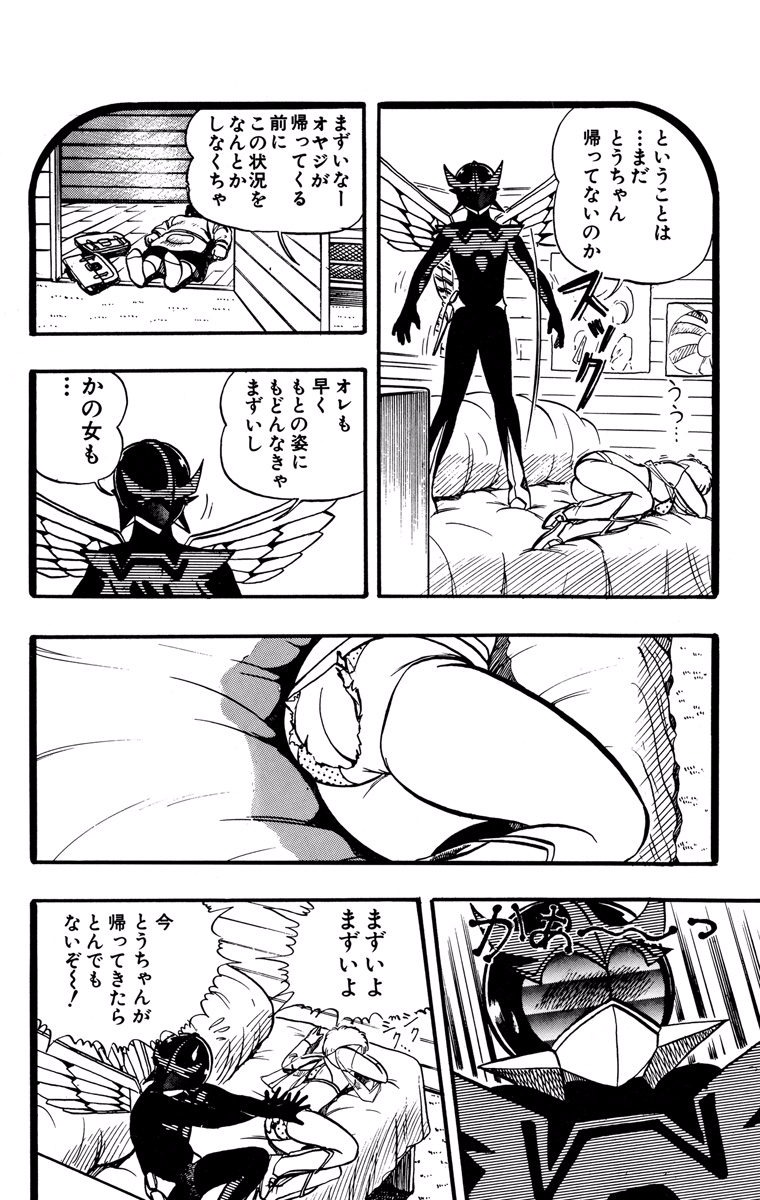 ということは
…まだ
とうちゃん
帰ってないのか
スック
うう…
まずいなー
オヤジが
帰ってくる
前に
この状況を
なんとか
しなくちゃ
オレも
早く
もとの姿に
もどんなきゃ
まずいし
かの女も
…
かぁ〜っ
まずいよ
まずいよ
今
とうちゃんが
帰ってきたら
とんでも
ないぞ〜!